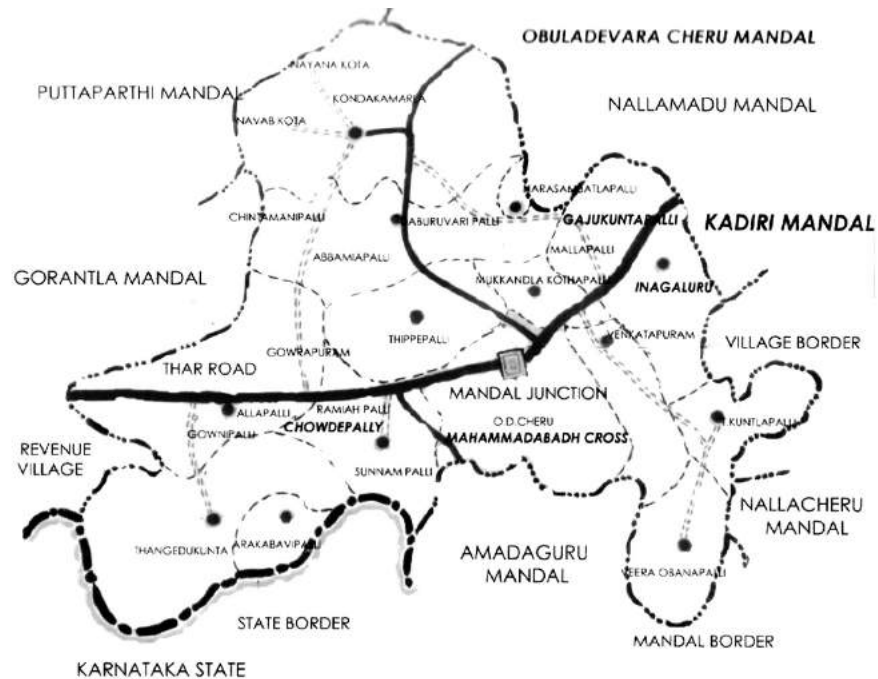 OBULADEVARA CHERU MANDAL
NAYANA KOTA
PUTTAPARTHI MANDAL
KONDAKAMARLA
NALLAMADU MANDAL
NAVAB KOTA
ARASAMBATLAPALLI
CHINTAMANIPALLI
ABURUVARI PALLI
GAJUKUNTAPALLI
KADIRI MANDAL
MALLAPALLI
ABBAMIAPALLI
GORANTLA MANDAL
MUKKANDLA KOTHAPALLI
INAGALURU
THIPPEPALLI
VENKATAPURAM
VILLAGE BORDER
GOWRAPURAM
THAR ROAD
MANDAL JUNCTION
ALLAPALLI
RAMIAH PALLI
O.D.CHERU
.KUNTLAPALLI
CHOWDEPALLY
GOWNIPALLI
MAHAMMADABADH CROSS
REVENUE
VILLAGE
SUNNAM PALLI
NALLACHERU
MANDAL
THANGEDUKUNTA
ARAKABAVIPALLI
AMADAGURU
MANDAL
VEERA OBANAPALLI
STATE BORDER
MANDAL BORDER
KARNATAKA STATE